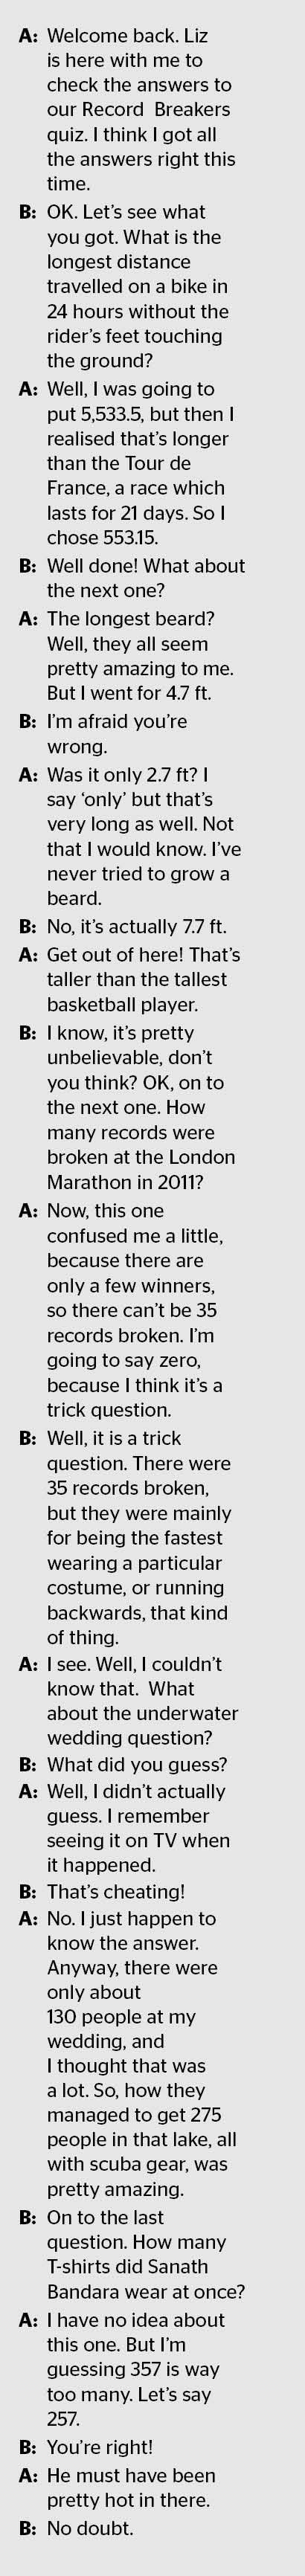 A: Welcome back. Liz
is here with me to
check the answers to
our Record Breakers
quiz. I think I got all
the answers right this
time.
B: OK. Let's see what
you got. What is the
longest distance
travelled on a bike in
24 hours without the
rider's feet touching
the ground?
A: Well, I was going to
put 5,533.5, but then I
realised that's longer
than the Tour de
France, a race which
lasts for 21 days. So I
chose 553.15.
B: Well done! What about
the next one?
A: The longest beard?
Well, they all seem
pretty amazing to me.
But I went for 4.7 ft.
B: I'm afraid you're
wrong.
A: Was it only 2.7 ft? I
say ‘only’ but that's
very long as well. Not
that I would know. I've
never tried to grow a
beard.
B: No, it's actually 7.7 ft.
A: Get out of here! That's
taller than the tallest
basketball player.
B: I know, it's pretty
unbelievable, don't
you think? OK, on to
the next one. How
many records were
broken at the London
Marathon in 2011?
A: Now, this one
confused me a little,
because there are
only a few winners,
so there can't be 35
records broken. I'm
going to say zero,
because I think it's a
trick question.
B: Well, it is a trick
question. There were
35 records broken,
but they were mainly
for being the fastest
wearing a particular
costume, or running
backwards, that kind
of thing.
A: I see. Well, I couldn't
know that. What
about the underwater
wedding question?
B: What did you guess?
A: Well, I didn't actually
guess. I remember
seeing it on TV when
it happened.
B: That's cheating!
A: No. I just happen to
know the answer.
Anyway, there were
only about
130 people at my
wedding, and
I thought that was
a lot. So, how they
managed to get 275
people in that lake, all
with scuba gear, was
pretty amazing.
B: On to the last
question. How many
T-shirts did Sanath
Bandara wear at once?
A: I have no idea about
this one. But I'm
guessing 357 is way
too many. Let's say
257.
B: You're right!
A: He must have been
pretty hot in there.
B: No doubt.